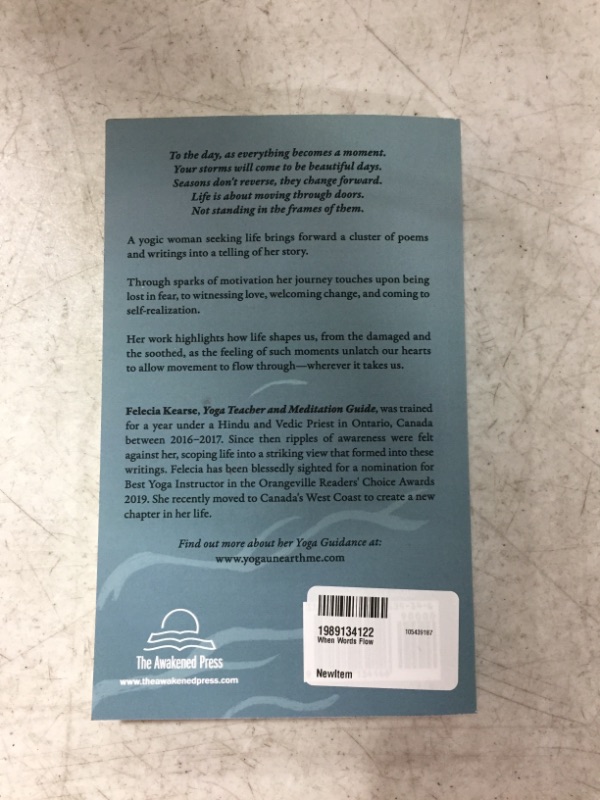 To the day, as everything becomes a moment.
Your storms will come to be beautiful days.
Seasons don't reverse, they change forward.
Life is about moving through doors.
Not standing in the frames of them.
A yogic woman seeking life brings forward a cluster of poems
and writings into a telling of her story.
Through sparks of motivation her journey touches upon being
lost in fear, to witnessing love, welcoming change, and coming to
self-realization.
Her work highlights how life shapes us, from the damaged and
the soothed, as the feeling of such moments unlatch our hearts
to allow movement to flow through—wherever it takes us.
Felecia Kearse, Yoga Teacher and Meditation Guide, was trained
for a year under a Hindu and Vedic Priest in Ontario, Canada
between 2016–2017. Since then ripples of awareness were felt
against her, scoping life into a striking view that formed into these
writings. Felecia has been blessedly sighted for a nomination for
Best Yoga Instructor in the Orangeville Readers' Choice Awards
2019. She recently moved to Canada's West Coast to create a new
chapter in her life.
Find out more about her Yoga Guidance at:
www.yogaunearthme.com
The Awakened Press
www.theawakenedpress.com
1989134122
105439187
When Words Flow
NewItem